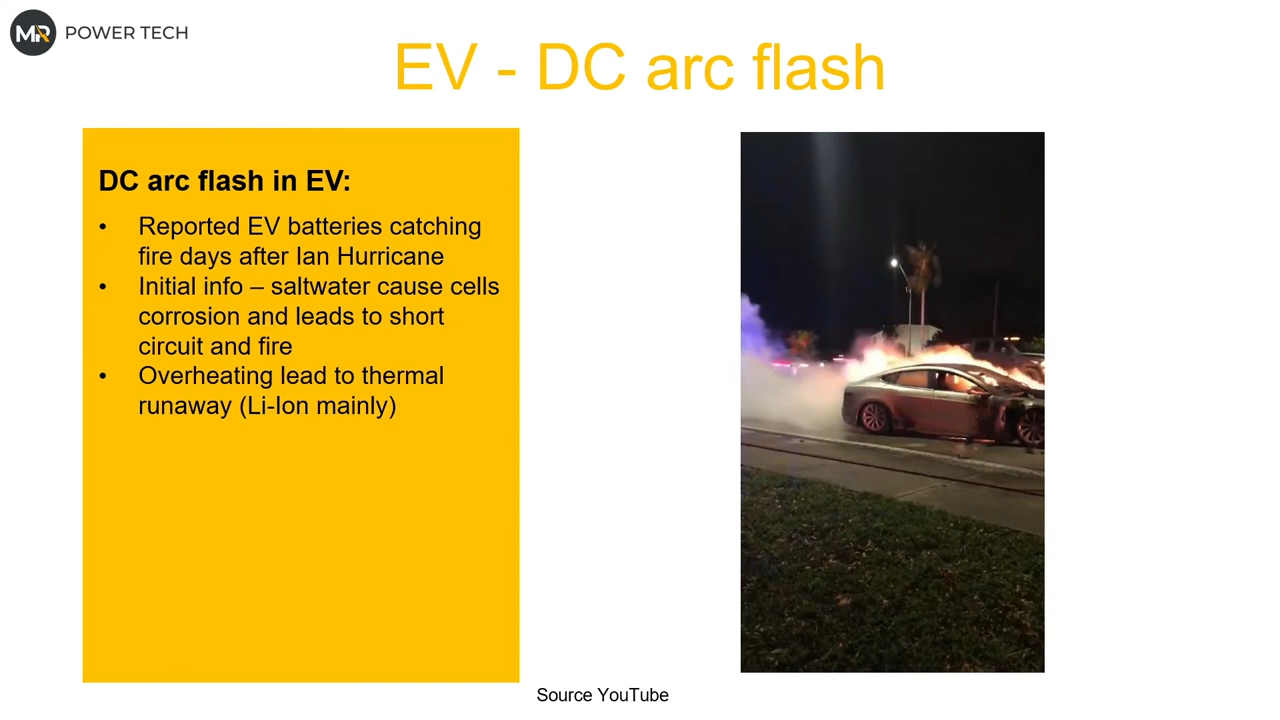 MR POWER TECH
EV - DC arc flash
DC arc flash in EV:
• Reported EV batteries catching
fire days after Ian Hurricane
• Initial info – saltwater cause cells
corrosion and leads to short
circuit and fire
• Overheating lead to thermal
runaway (Li-Ion mainly)
Source YouTube